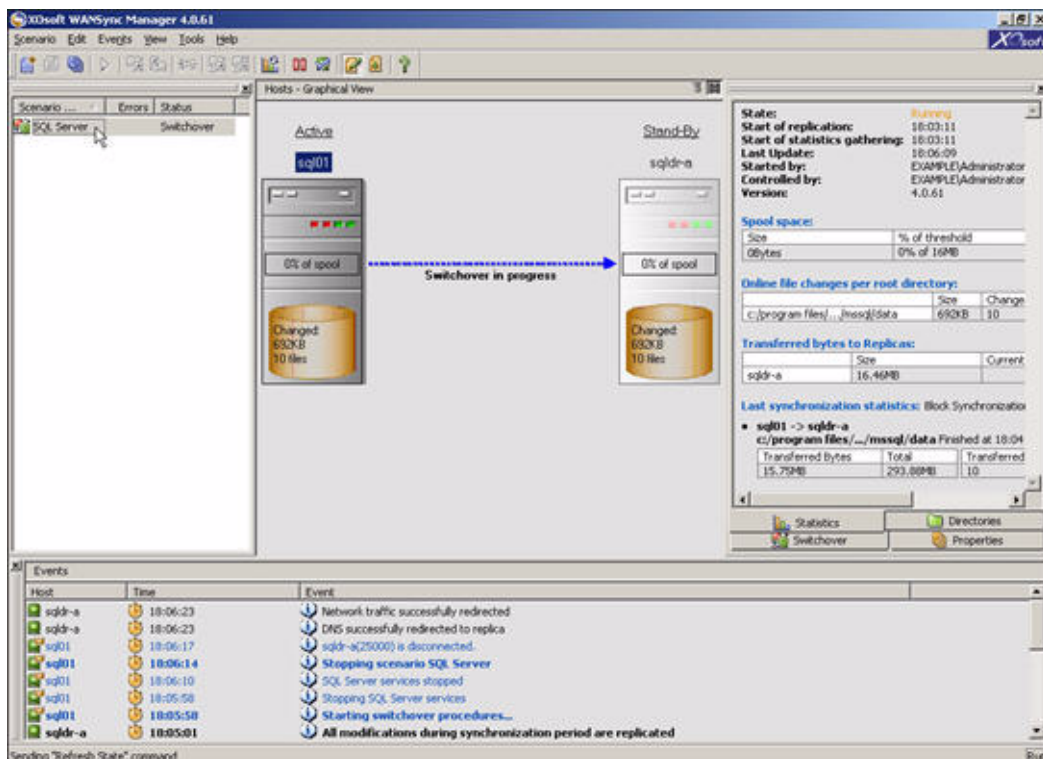 XOsoft WANSync Manager 4.0.61
Scenario Edit Events View Tools Help
XOsoft
Hosts - Graphical View
Scenario ... Errors Status
SQL Server Switchover
Active Stand-By
sql01 sqldr-a
0% of spool 0% of spool
Switchover in progress
Changed
692KB
10 files
Changed
692KB
10 files
State: Running
Start of replication: 18:03:11
Start of statistics gathering: 18:03:11
Last Update: 18:06:09
Started by: EXAMPLE\Administrator
Controlled by: EXAMPLE\Administrator
Version: 4.0.61
Spool space:
Size % of threshold
0Bytes 0% of 16MB
Online file changes per root directory:
Size Change
c:/program files/.../mssql/data 692KB 10
Transferred bytes to Replicas:
Size Current
sqldr-a 16.46MB
Last synchronization statistics: Block Synchronizatio
• sql01 -> sqldr-a
c:/program files/.../mssql/data Finished at 18:04
Transferred Bytes Total Transferred
15.75MB 293.88MB 10
Statistics Directories
Switchover Properties
Events
Host Time Event
sqldr-a 18:06:23 Network traffic successfully redirected
sqldr-a 18:06:23 DNS successfully redirected to replica
sql01 18:06:17 sqldr-a(25000) is disconnected.
sql01 18:06:14 Stopping scenario SQL Server
sql01 18:06:10 SQL Server services stopped
sql01 18:05:58 Stopping SQL Server services
sql01 18:05:58 Starting switchover procedures...
sqldr-a 18:05:01 All modifications during synchronization period are replicated
Sending "Refresh State" command